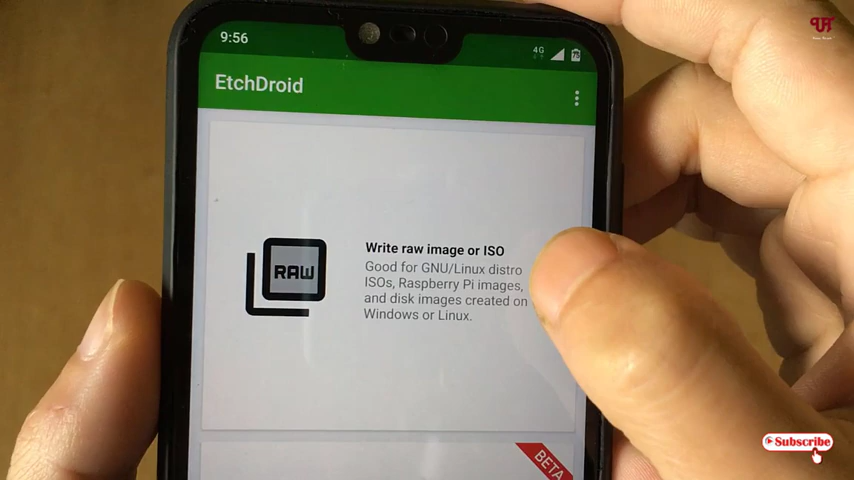 9:56
4G
EtchDroid
RAW
Write raw image or ISO
Good for GNU/Linux distro
ISOs, Raspberry Pi images,
and disk images created on
Windows or Linux.
BETA
Subscribe